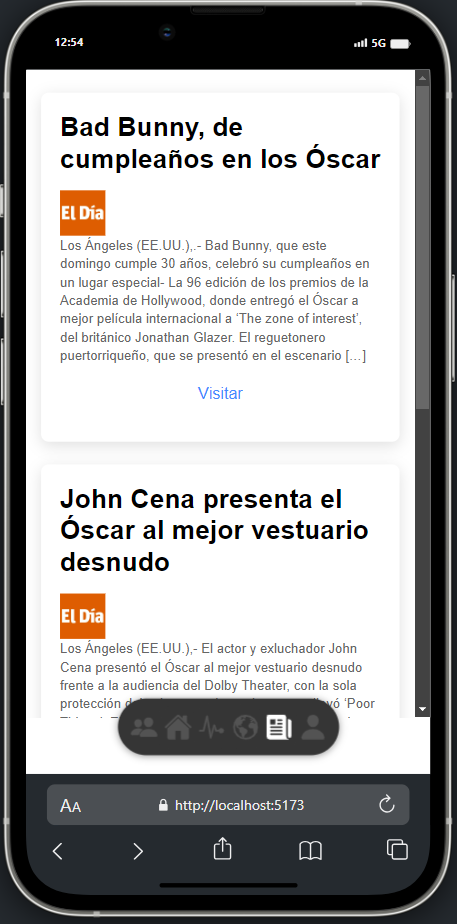 12:54
5G
Bad Bunny, de
cumpleaños en los Óscar
El Día
Los Ángeles (EE.UU.),.- Bad Bunny, que este
domingo cumple 30 años, celebró su cumpleaños en
un lugar especial- La 96 edición de los premios de la
Academia de Hollywood, donde entregó el Óscar a
mejor película internacional a ‘The zone of interest’,
del británico Jonathan Glazer. El reguetonero
puertorriqueño, que se presentó en el escenario […]
Visitar
John Cena presenta el
Óscar al mejor vestuario
desnudo
El Día
Los Ángeles (EE.UU.),- El actor y exluchador John
Cena presentó el Óscar al mejor vestuario desnudo
frente a la audiencia del Dolby Theater, con la sola
protección
‘Poor
AA
http://localhost:5173